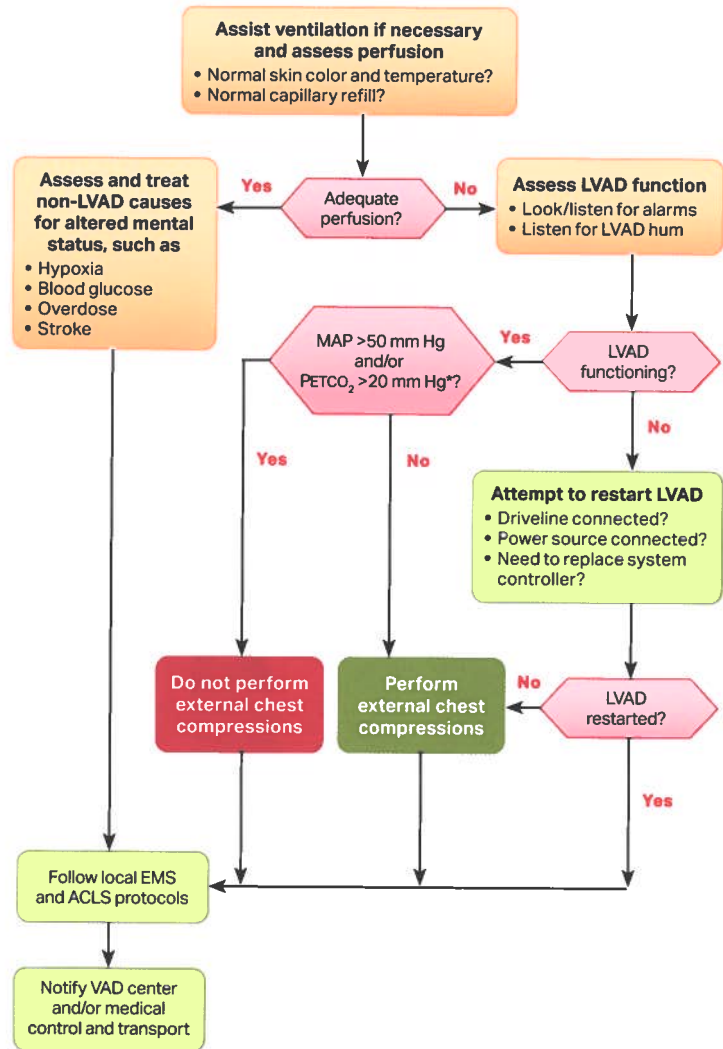 Assist ventilation if necessary
and assess perfusion
• Normal skin color and temperature?
• Normal capillary refill?
Adequate
perfusion?
Yes
No
Assess and treat
non-LVAD causes
for altered mental
status, such as
• Hypoxia
• Blood glucose
• Overdose
• Stroke
Assess LVAD function
• Look/listen for alarms
• Listen for LVAD hum
LVAD
functioning?
Yes
No
MAP >50 mm Hg
and/or
PETCO₂ >20 mm Hg*?
Yes
No
Attempt to restart LVAD
• Driveline connected?
• Power source connected?
• Need to replace system
controller?
Do not perform
external chest
compressions
Perform
external chest
compressions
No
LVAD
restarted?
Yes
Follow local EMS
and ACLS protocols
Notify VAD center
and/or medical
control and transport